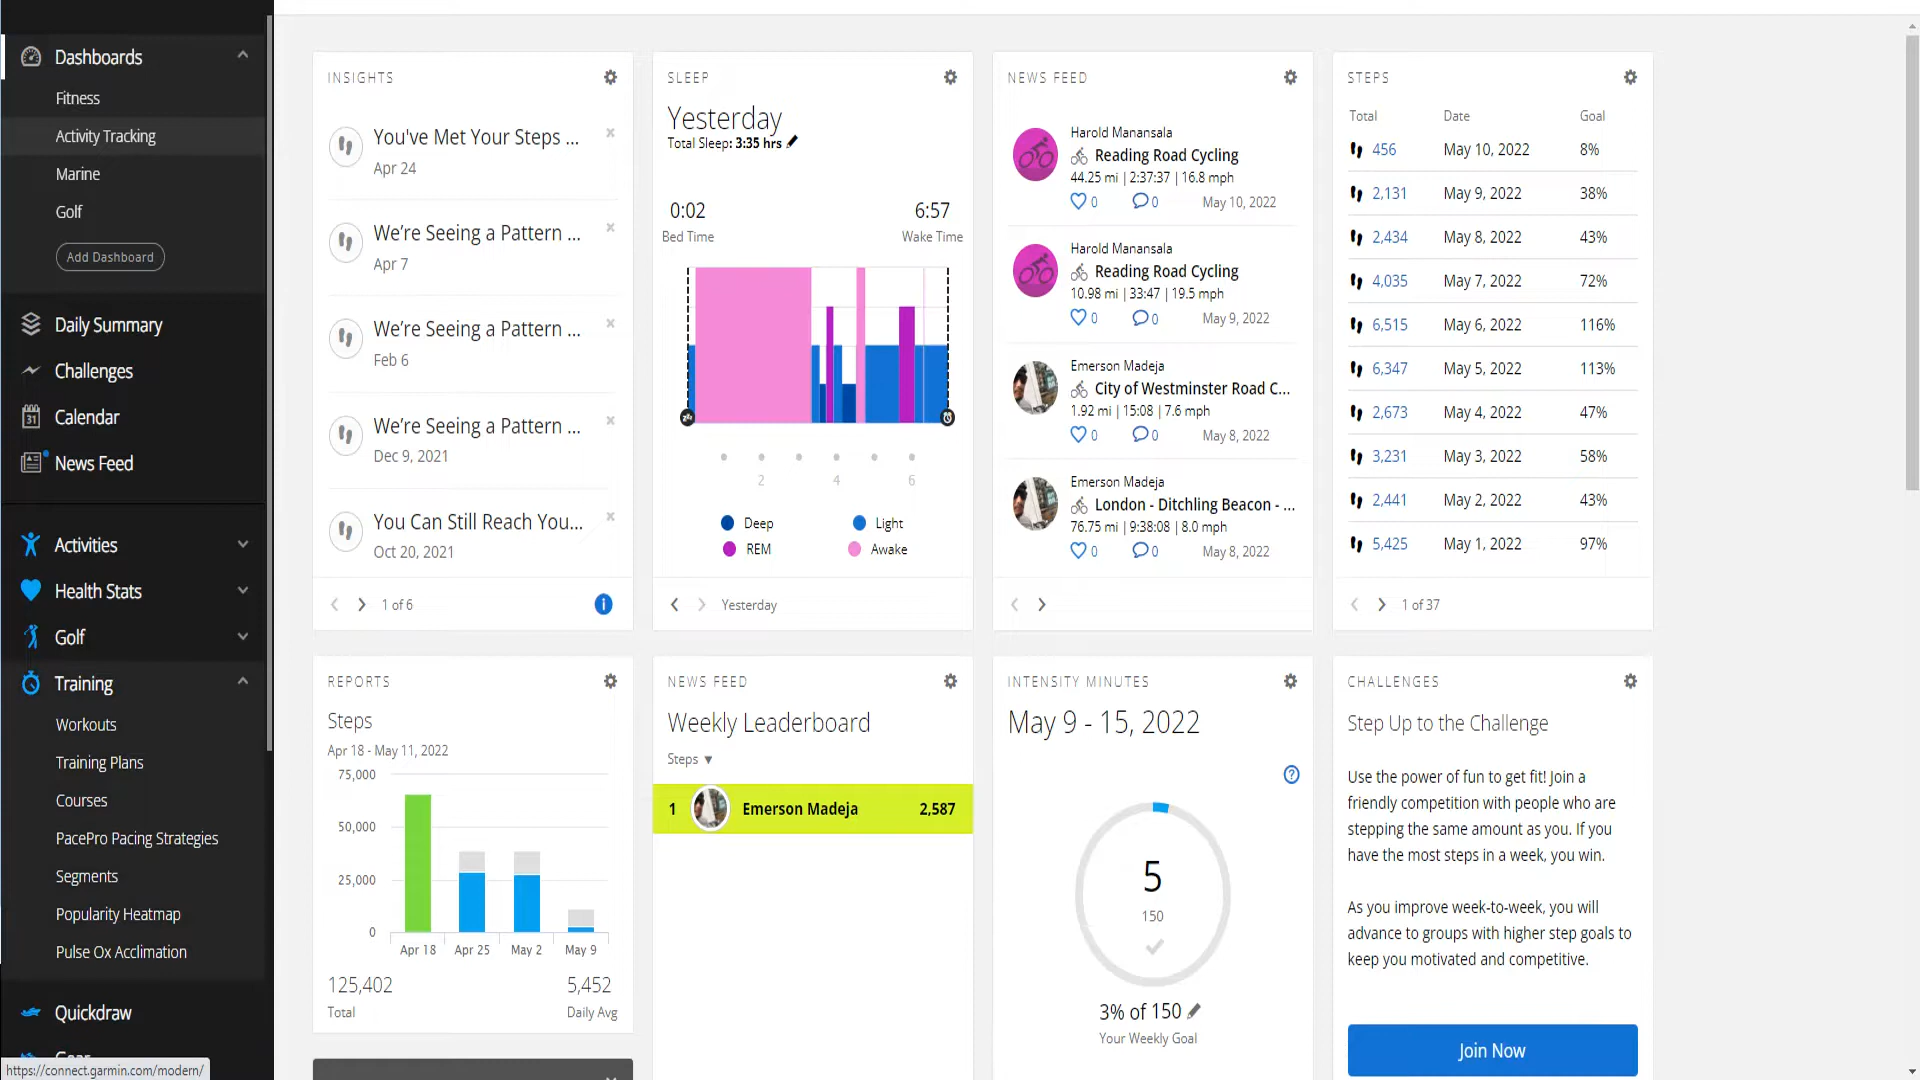 Dashboards
Fitness
Activity Tracking
Marine
Golf
Add Dashboard
Daily Summary
Challenges
31
Calendar
News Feed
Activities
Health Stats
Golf
Training
Workouts
Training Plans
Courses
PacePro Pacing Strategies
Segments
Popularity Heatmap
Pulse Ox Acclimation
Quickdraw
https://connect.garmin.com/modern/
INSIGHTS
You've Met Your Steps ...
Apr 24
We’re Seeing a Pattern ...
Apr 7
We’re Seeing a Pattern ...
Feb 6
We’re Seeing a Pattern ...
Dec 9, 2021
You Can Still Reach You...
Oct 20, 2021
1 of 6
SLEEP
Yesterday
Total Sleep: 3:35 hrs
0:02 6:57
Bed Time Wake Time
2 4 6
Deep Light
REM Awake
Yesterday
NEWS FEED
Harold Manansala
Reading Road Cycling
44.25 mi | 2:37:37 | 16.8 mph
0 0 May 10, 2022
Harold Manansala
Reading Road Cycling
10.98 mi | 33:47 | 19.5 mph
0 0 May 9, 2022
Emerson Madeja
City of Westminster Road C...
1.92 mi | 15:08 | 7.6 mph
0 0 May 8, 2022
Emerson Madeja
London - Ditchling Beacon - ...
76.75 mi | 9:38:08 | 8.0 mph
0 0 May 8, 2022
STEPS
Total Date Goal
456 May 10, 2022 8%
2,131 May 9, 2022 38%
2,434 May 8, 2022 43%
4,035 May 7, 2022 72%
6,515 May 6, 2022 116%
6,347 May 5, 2022 113%
2,673 May 4, 2022 47%
3,231 May 3, 2022 58%
2,441 May 2, 2022 43%
5,425 May 1, 2022 97%
1 of 37
REPORTS
Steps
Apr 18 - May 11, 2022
75,000
50,000
25,000
0
Apr 18 Apr 25 May 2 May 9
125,402 5,452
Total Daily Avg
NEWS FEED
Weekly Leaderboard
Steps ▼
1 Emerson Madeja 2,587
INTENSITY MINUTES
May 9 - 15, 2022
5
150
3% of 150
Your Weekly Goal
CHALLENGES
Step Up to the Challenge
Use the power of fun to get fit! Join a
friendly competition with people who are
stepping the same amount as you. If you
have the most steps in a week, you win.
As you improve week-to-week, you will
advance to groups with higher step goals to
keep you motivated and competitive.
Join Now